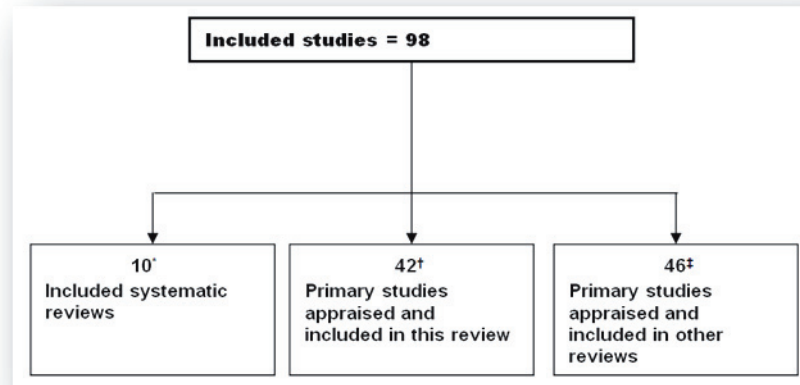 Included studies = 98
10*
Included systematic
reviews
42†
Primary studies
appraised and
included in this review
46‡
Primary studies
appraised and
included in other
reviews